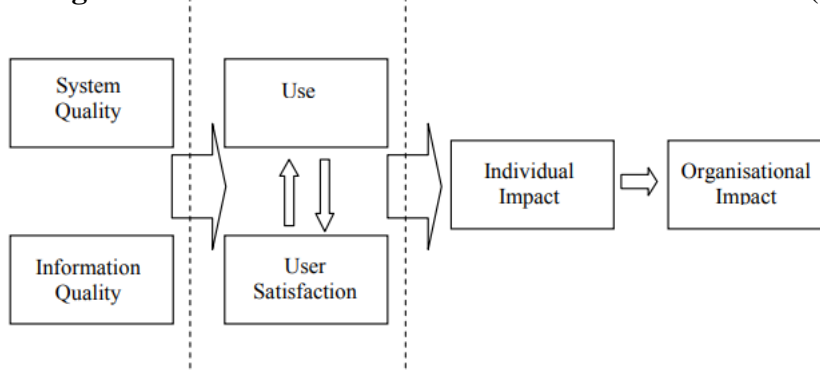 System
Quality
Use
Individual
Impact
Organisational
Impact
Information
Quality
User
Satisfaction